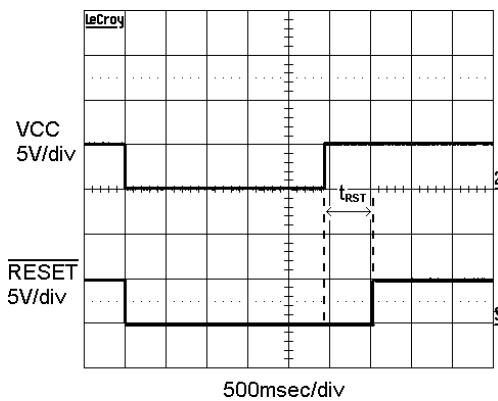 LeCroy
VCC
5V/div
tRST
RESET
5V/div
500msec/div